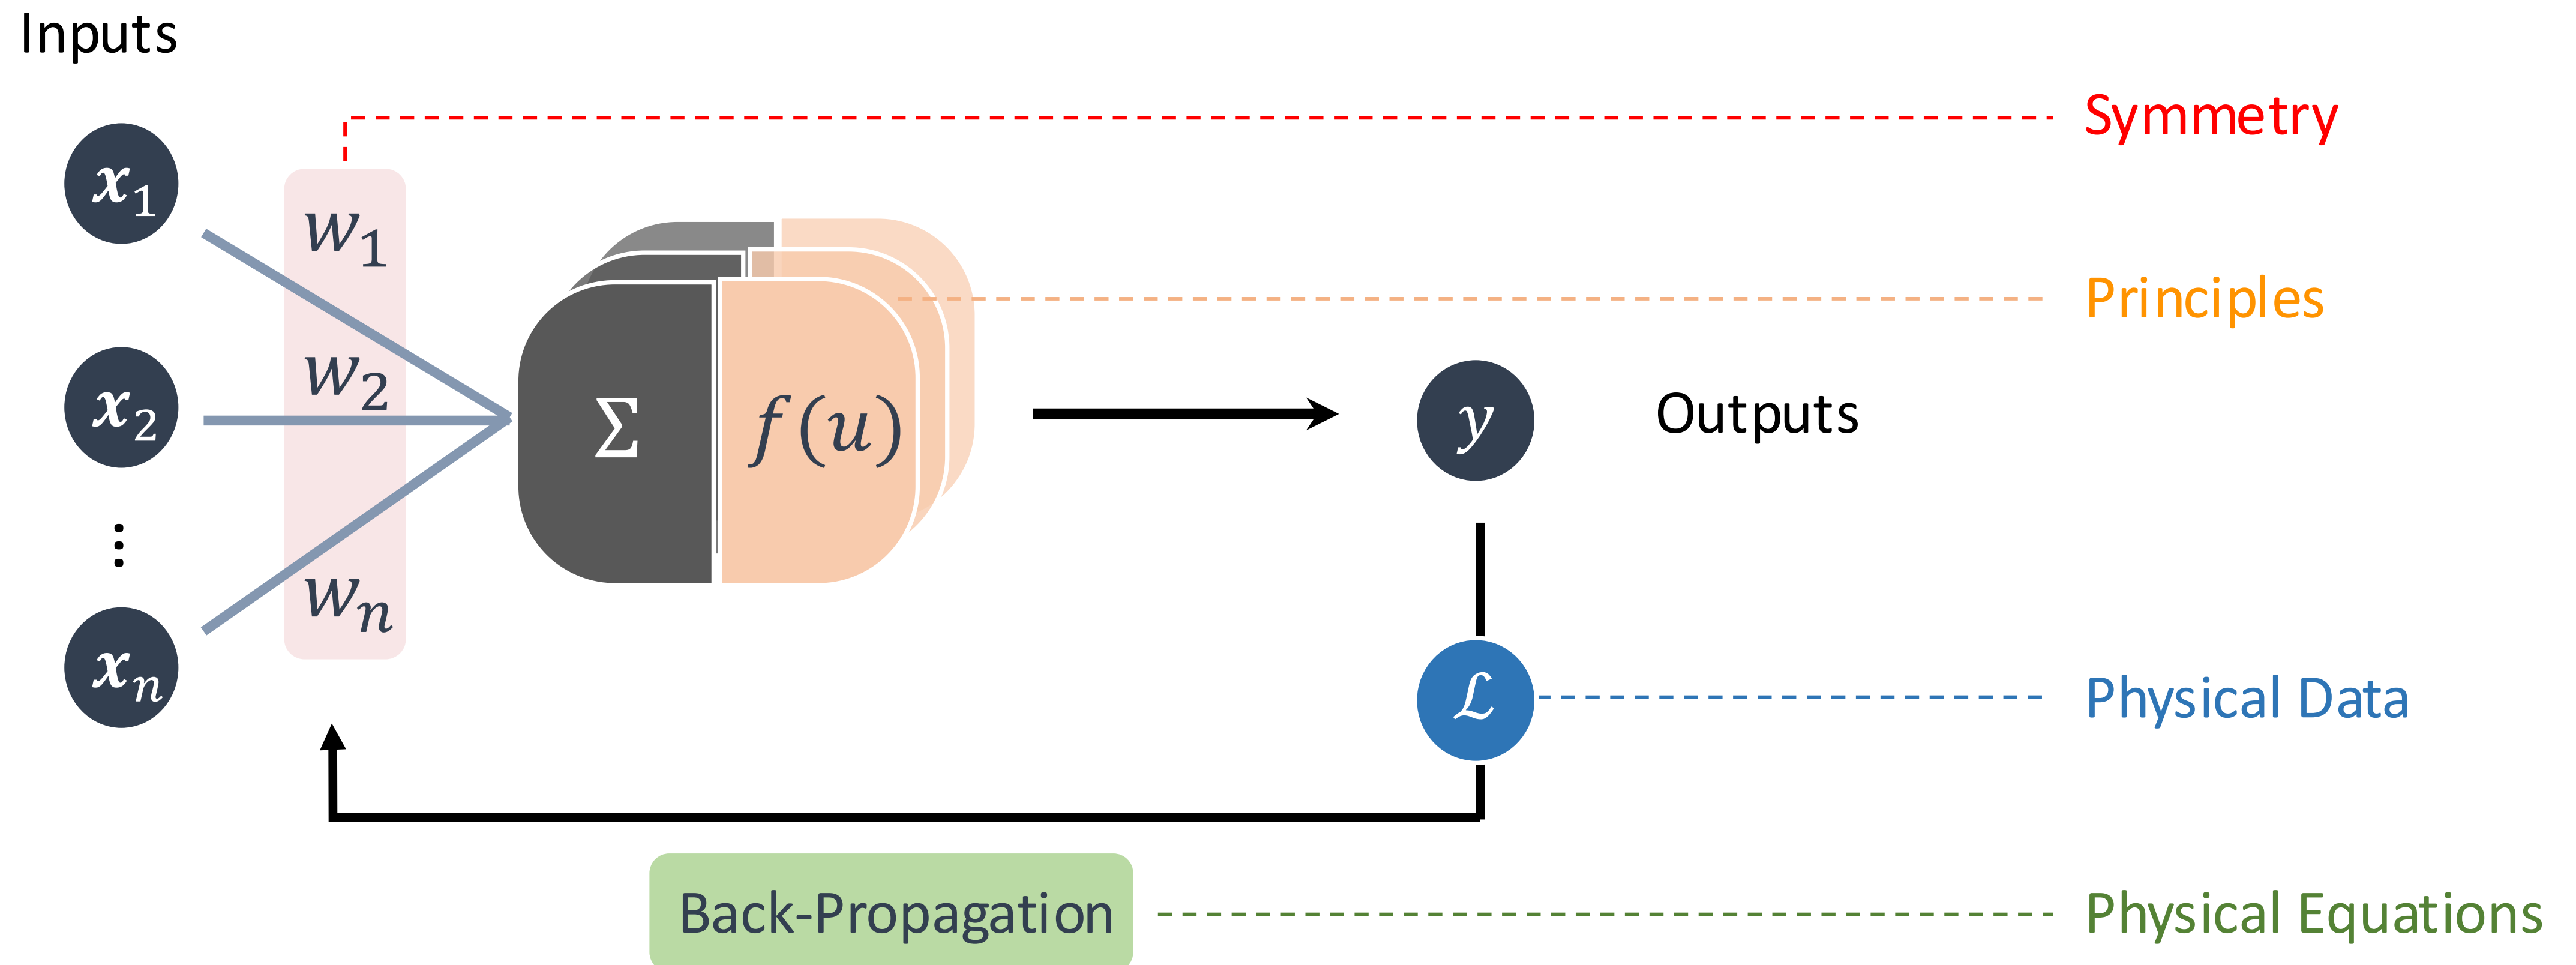 Inputs
Symmetry
x₁
w₁
Principles
x₂
w₂
Σ
f(u)
y
Outputs
⋮
wₙ
xₙ
ℒ
Physical Data
Back-Propagation
Physical Equations